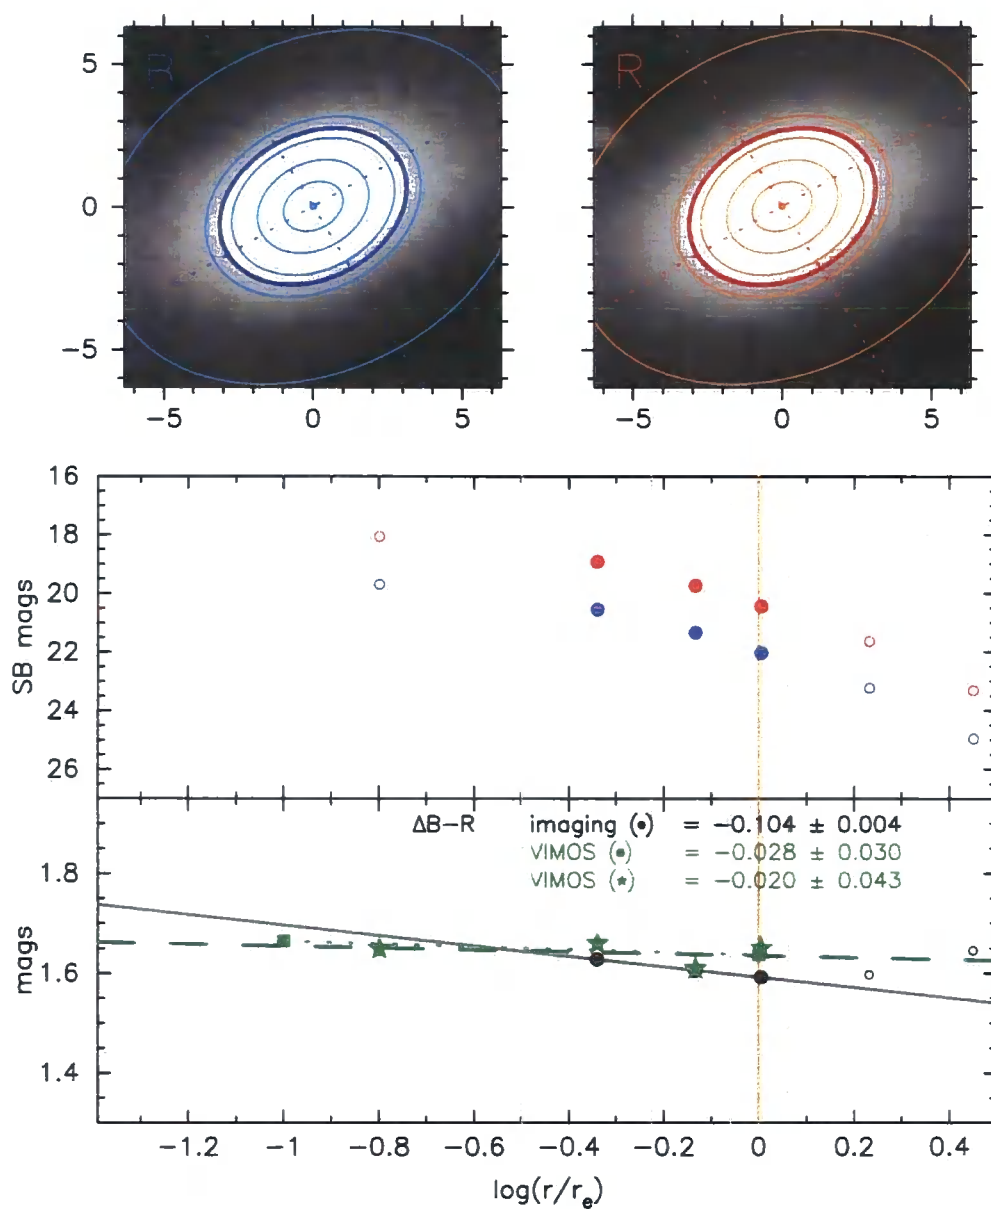 B
R
5
0
−5
−5 0 5
−5 0 5
16
18
20
22
24
26
SB mags
ΔB−R imaging (•) = −0.104 ± 0.004
VIMOS (▪) = −0.028 ± 0.030
VIMOS (★) = −0.020 ± 0.043
1.8
1.6
1.4
mags
−1.2 −1 −0.8 −0.6 −0.4 −0.2 0 0.2 0.4
log(r/rₑ)